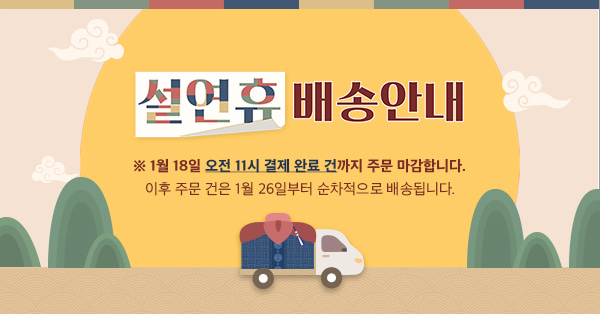 설연휴 배송안내
※ 1월 18일 오전 11시 결제 완료 건까지 주문 마감합니다.
이후 주문 건은 1월 26일부터 순차적으로 배송됩니다.